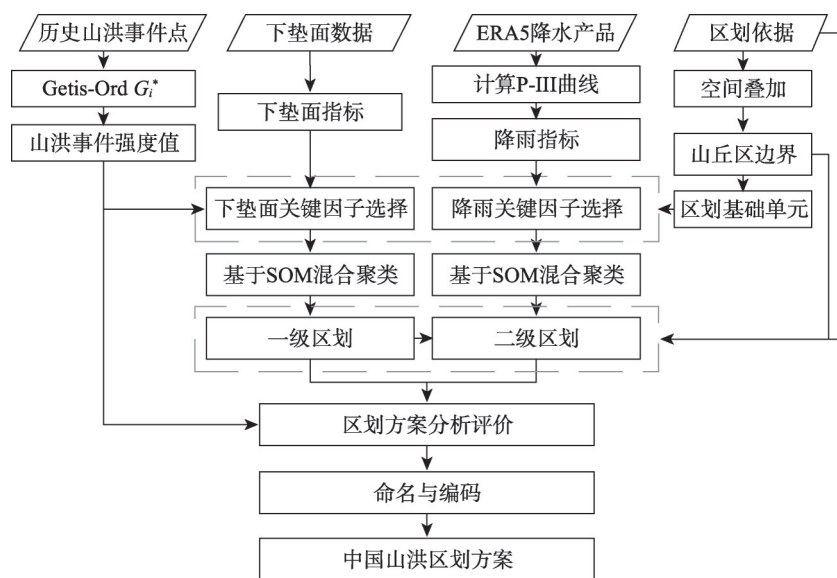 历史山洪事件点
下垫面数据
ERA5降水产品
区划依据
Getis-Ord Gi*
下垫面指标
计算P-III曲线
空间叠加
山洪事件强度值
降雨指标
山丘区边界
下垫面关键因子选择
降雨关键因子选择
区划基础单元
基于SOM混合聚类
基于SOM混合聚类
一级区划
二级区划
区划方案分析评价
命名与编码
中国山洪区划方案